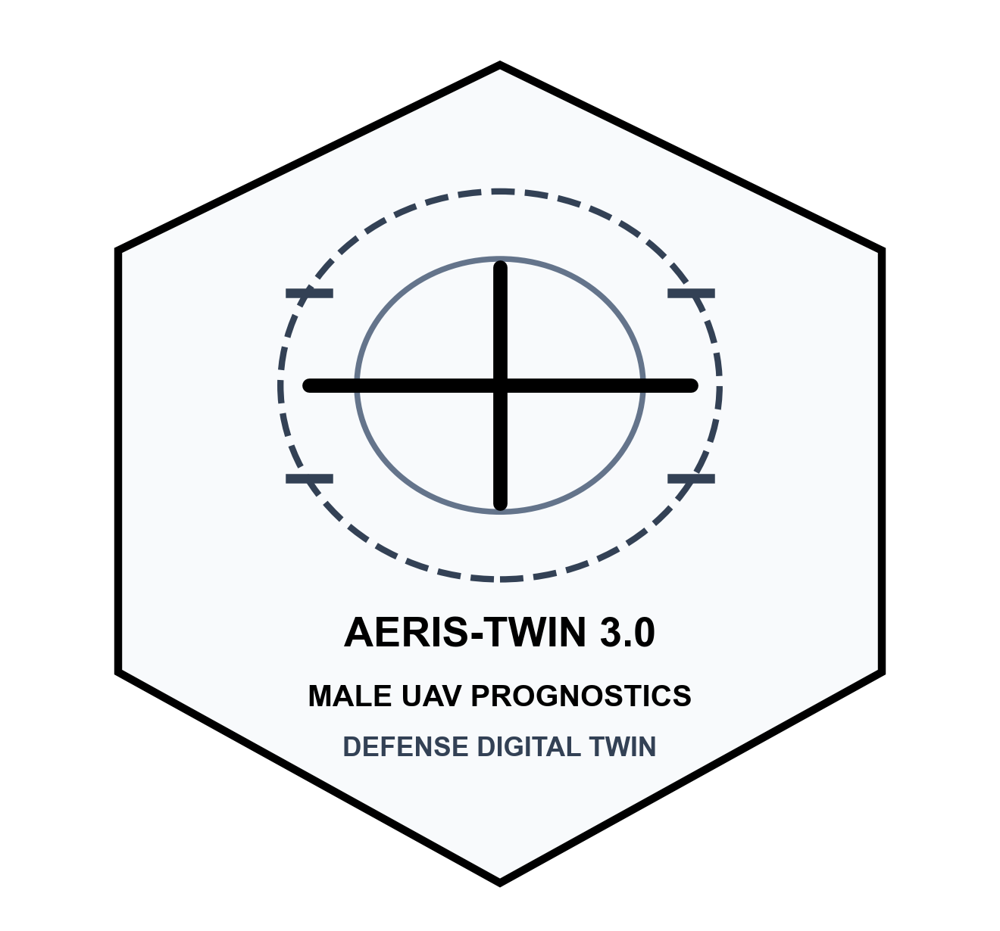 AERIS-TWIN 3.0
MALE UAV PROGNOSTICS
DEFENSE DIGITAL TWIN